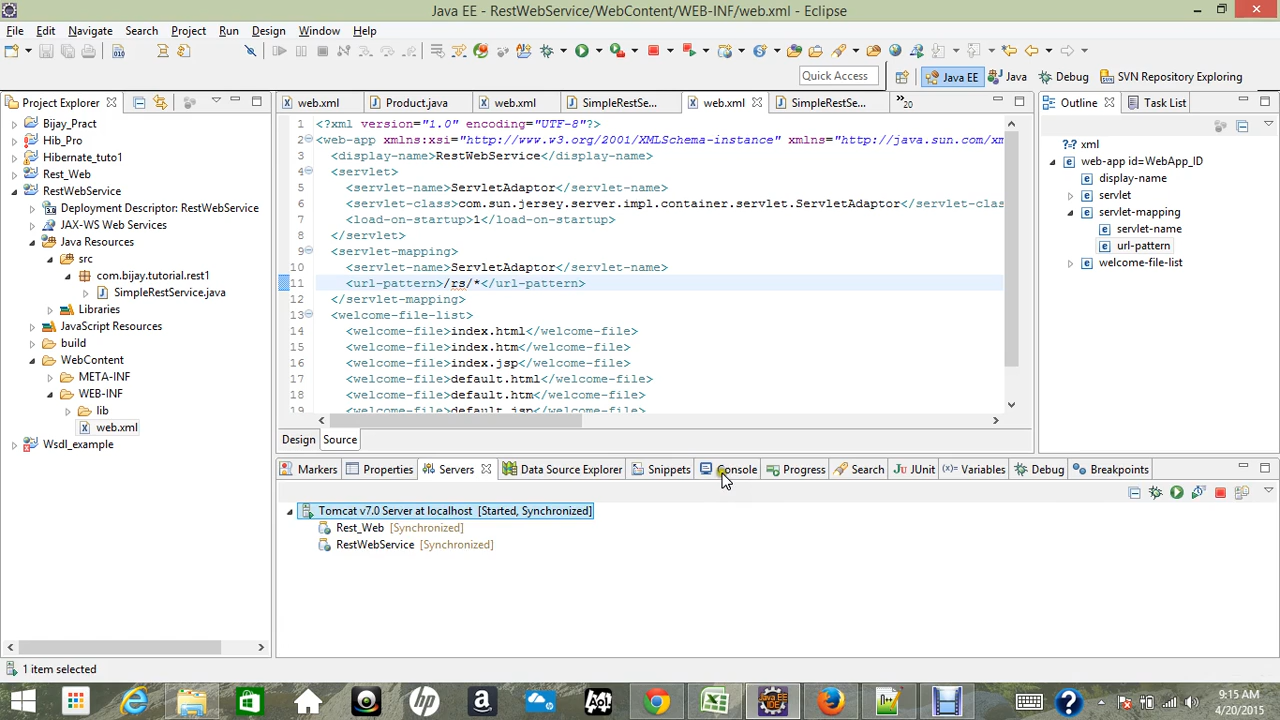 Java EE - RestWebService/WebContent/WEB-INF/web.xml - Eclipse
File Edit Navigate Search Project Run Design Window Help
Quick Access
Java EE Java Debug SVN Repository Exploring
Project Explorer
Bijay_Pract
Hib_Pro
Hibernate_tuto1
Rest_Web
RestWebService
Deployment Descriptor: RestWebService
JAX-WS Web Services
Java Resources
src
com.bijay.tutorial.rest1
SimpleRestService.java
Libraries
JavaScript Resources
build
WebContent
META-INF
WEB-INF
lib
web.xml
Wsdl_example
web.xml Product.java web.xml SimpleRestSe... web.xml SimpleRestSe... »20
1 <?xml version="1.0" encoding="UTF-8"?>
2 <web-app xmlns:xsi="http://www.w3.org/2001/XMLSchema-instance" xmlns="http://java.sun.com/xm
3 <display-name>RestWebService</display-name>
4 <servlet>
5 <servlet-name>ServletAdaptor</servlet-name>
6 <servlet-class>com.sun.jersey.server.impl.container.servlet.ServletAdaptor</servlet-clas
7 <load-on-startup>1</load-on-startup>
8 </servlet>
9 <servlet-mapping>
10 <servlet-name>ServletAdaptor</servlet-name>
11 <url-pattern>/rs/*</url-pattern>
12 </servlet-mapping>
13 <welcome-file-list>
14 <welcome-file>index.html</welcome-file>
15 <welcome-file>index.htm</welcome-file>
16 <welcome-file>index.jsp</welcome-file>
17 <welcome-file>default.html</welcome-file>
18 <welcome-file>default.htm</welcome-file>
19 <welcome-file>default.jsp</welcome-file>
Design Source
Outline Task List
xml
web-app id=WebApp_ID
display-name
servlet
servlet-mapping
servlet-name
url-pattern
welcome-file-list
Markers Properties Servers Data Source Explorer Snippets Console Progress Search JUnit Variables Debug Breakpoints
Tomcat v7.0 Server at localhost [Started, Synchronized]
Rest_Web [Synchronized]
RestWebService [Synchronized]
1 item selected
9:15 AM
4/20/2015